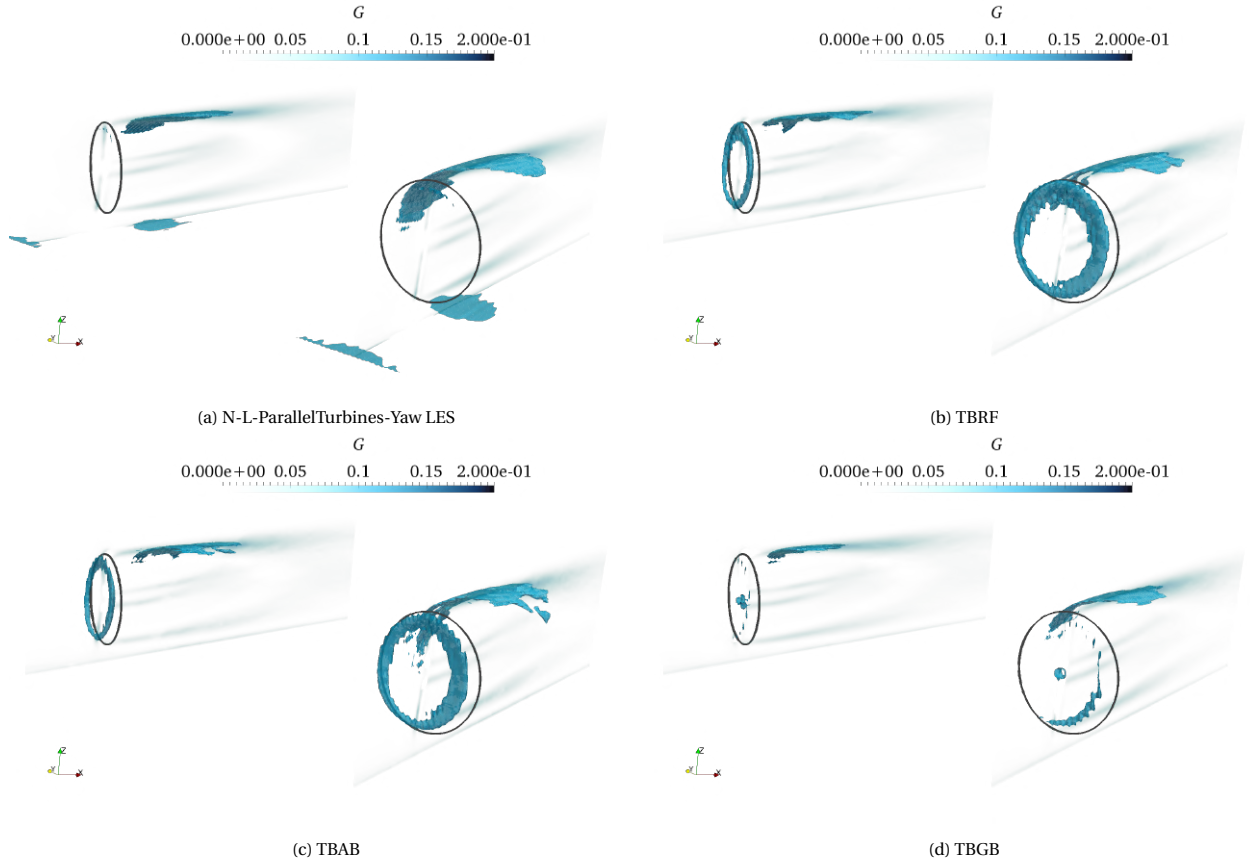 G
0.000e+00 0.05 0.1 0.15 2.000e-01
Z
Y X
(a) N-L-ParallelTurbines-Yaw LES
G
0.000e+00 0.05 0.1 0.15 2.000e-01
Z
Y X
(b) TBRF
G
0.000e+00 0.05 0.1 0.15 2.000e-01
Z
Y X
(c) TBAB
G
0.000e+00 0.05 0.1 0.15 2.000e-01
Z
Y X
(d) TBGB